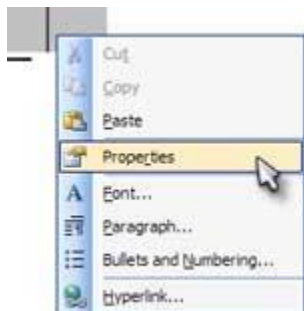 Cut
Copy
Paste
Properties
Font...
Paragraph...
Bullets and Numbering...
Hyperlink...